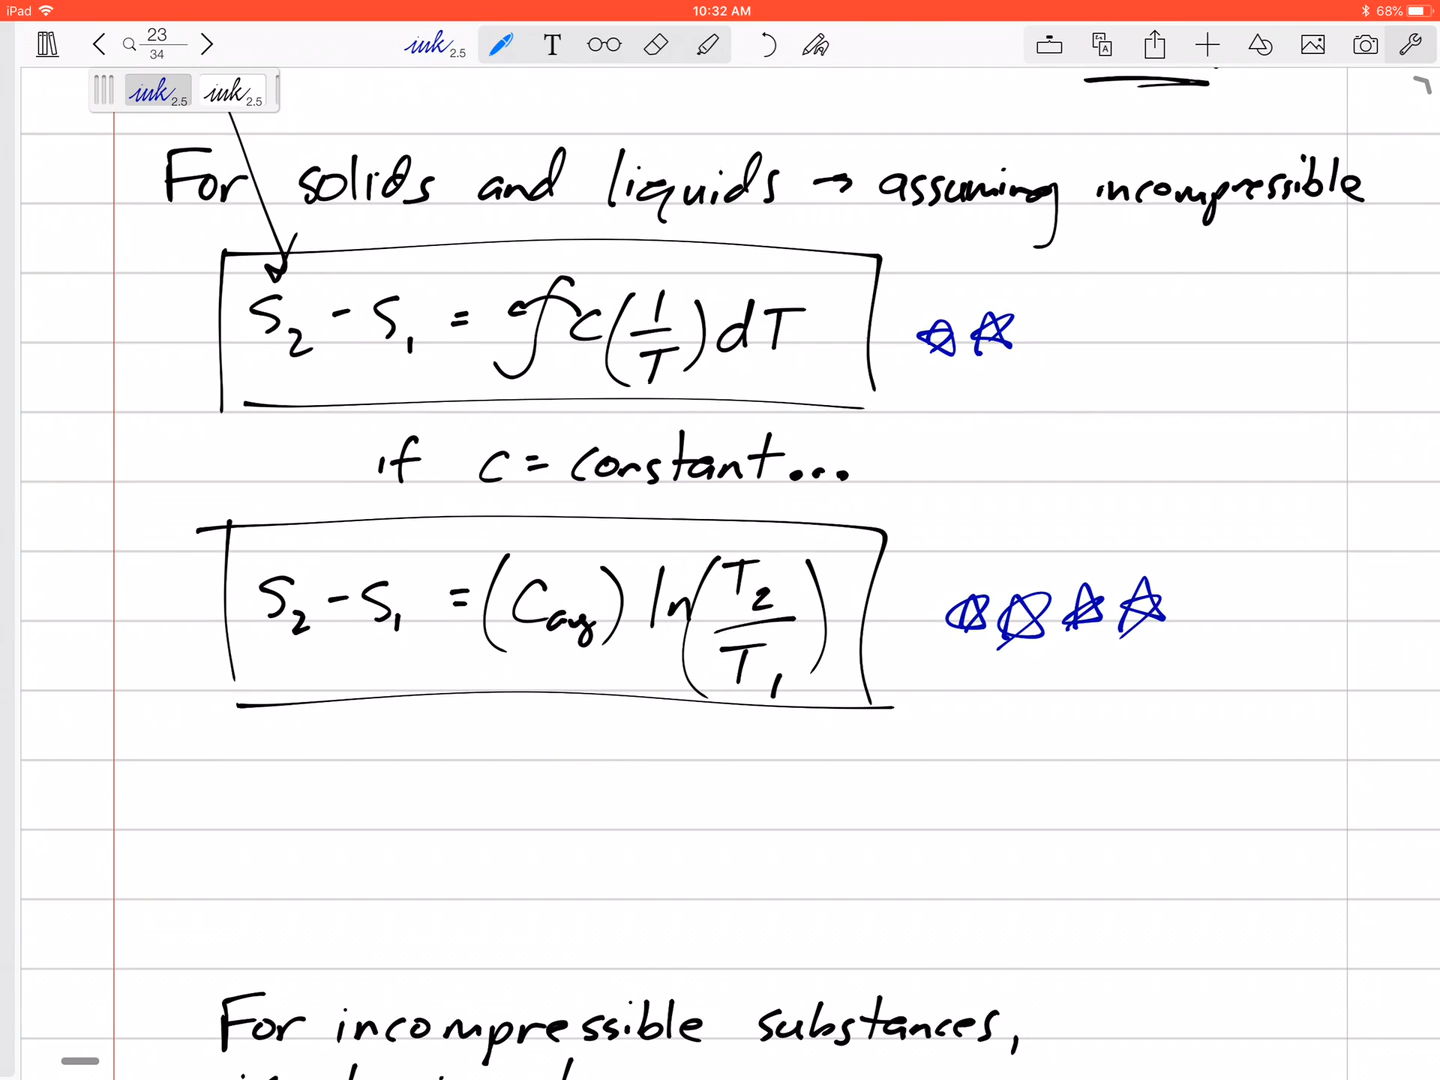 iPad 10:32 AM 68%
23
34
ink 2.5 T
ink 2.5 ink 2.5
For solids and liquids → assuming incompressible
S₂ - S₁ = ∫c(1/T)dT
if c = constant...
S₂ - S₁ = (Cavg) ln(T₂/T₁)
For incompressible substances,